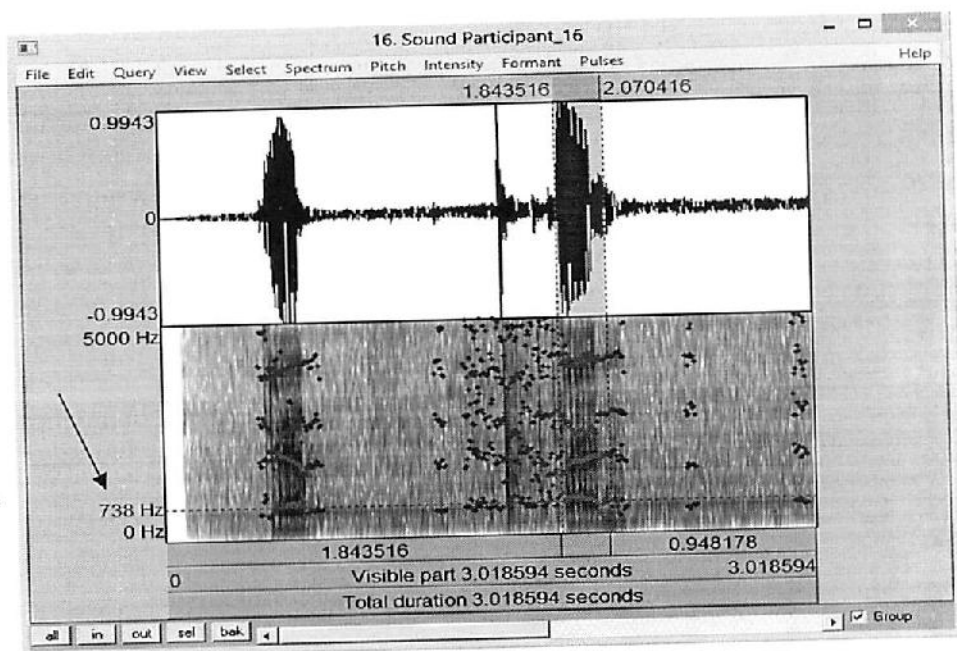 16. Sound Participant_16
File Edit Query View Select Spectrum Pitch Intensity Formant Pulses Help
1.843516 2.070416
0.9943
0
-0.9943
5000 Hz
738 Hz
0 Hz
1.843516 0.948178
0 Visible part 3.018594 seconds 3.018594
Total duration 3.018594 seconds
all in out sel bak Group